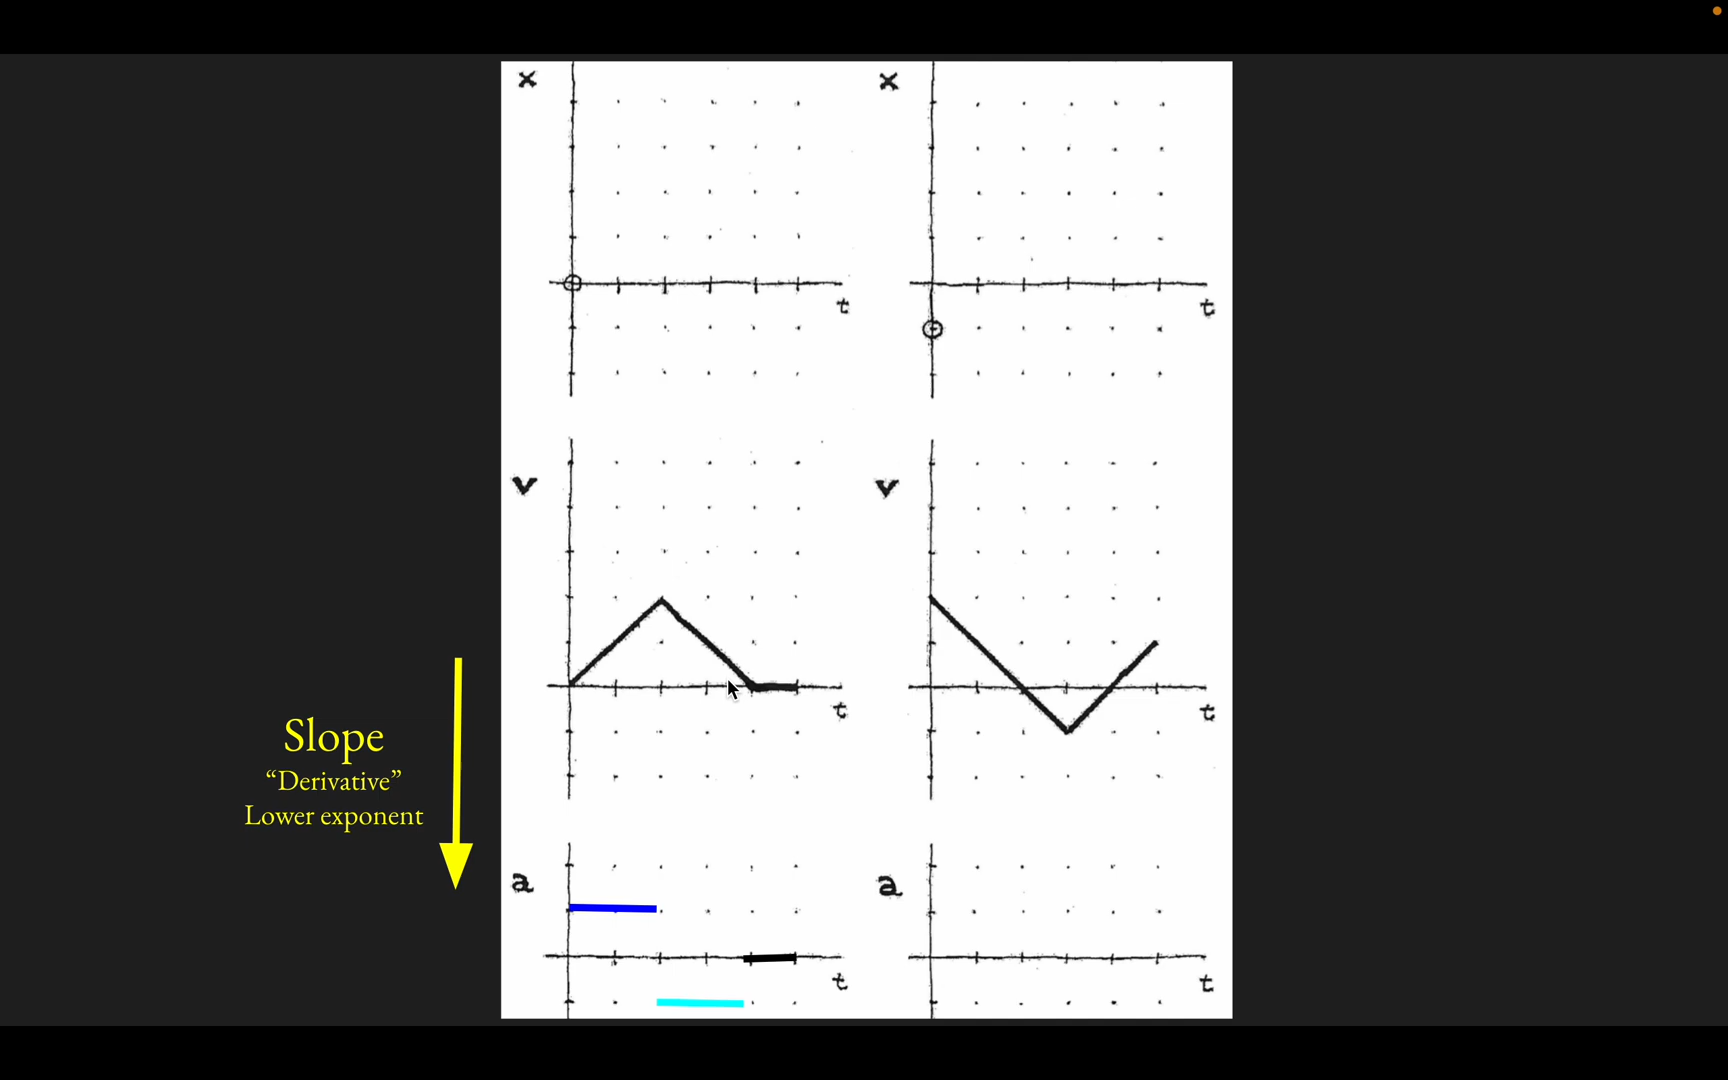 x
x
t
t
v
v
t
t
Slope
“Derivative”
Lower exponent
a
a
t
t